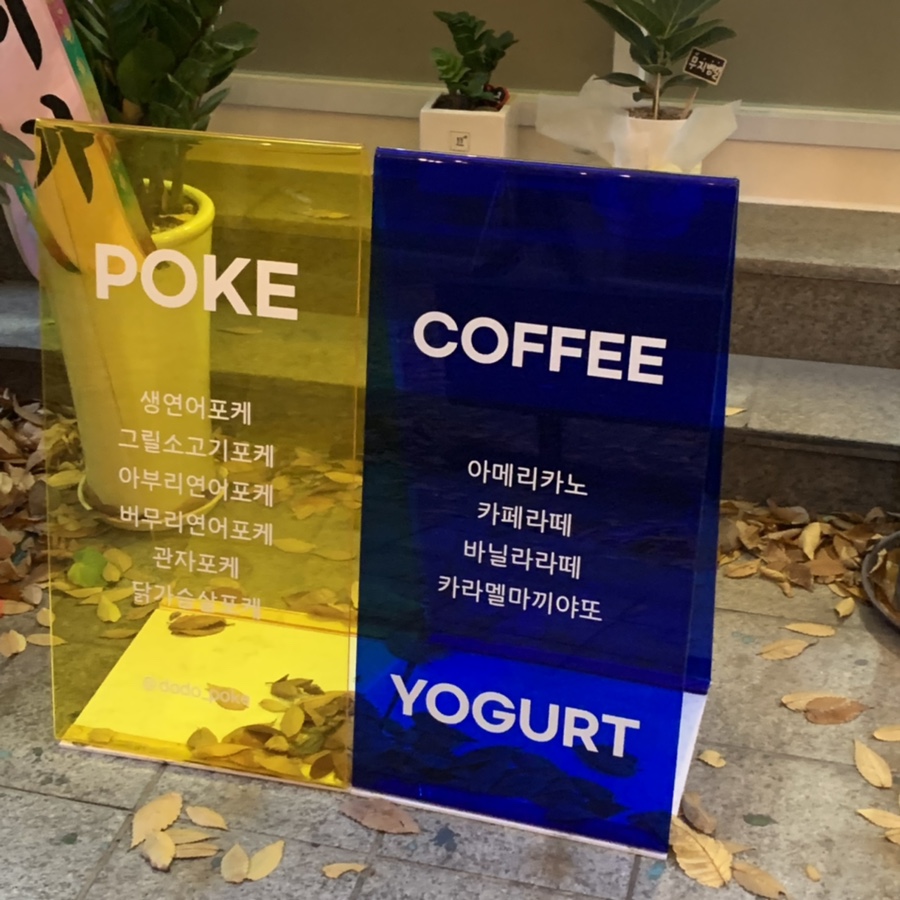 POKE
생연어포케
그릴소고기포케
아부리연어포케
버무리연어포케
관자포케
닭가슴살포케
@dodo_poke
COFFEE
아메리카노
카페라떼
바닐라라떼
카라멜마끼야또
YOGURT